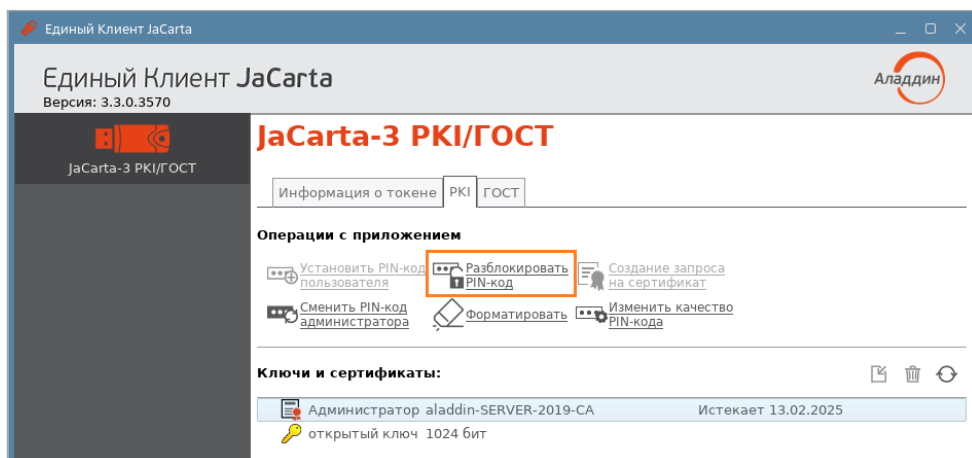 Единый Клиент JaCarta
Единый Клиент JaCarta
Версия: 3.3.0.3570
Аладдин
JaCarta-3 PKI/ГОСТ
JaCarta-3 PKI/ГОСТ
Информация о токене PKI ГОСТ
Операции с приложением
Установить PIN-код Разблокировать Создание запроса
пользователя PIN-код на сертификат
Сменить PIN-код Форматировать Изменить качество
администратора PIN-кода
Ключи и сертификаты:
Администратор aladdin-SERVER-2019-CA Истекает 13.02.2025
открытый ключ 1024 бит